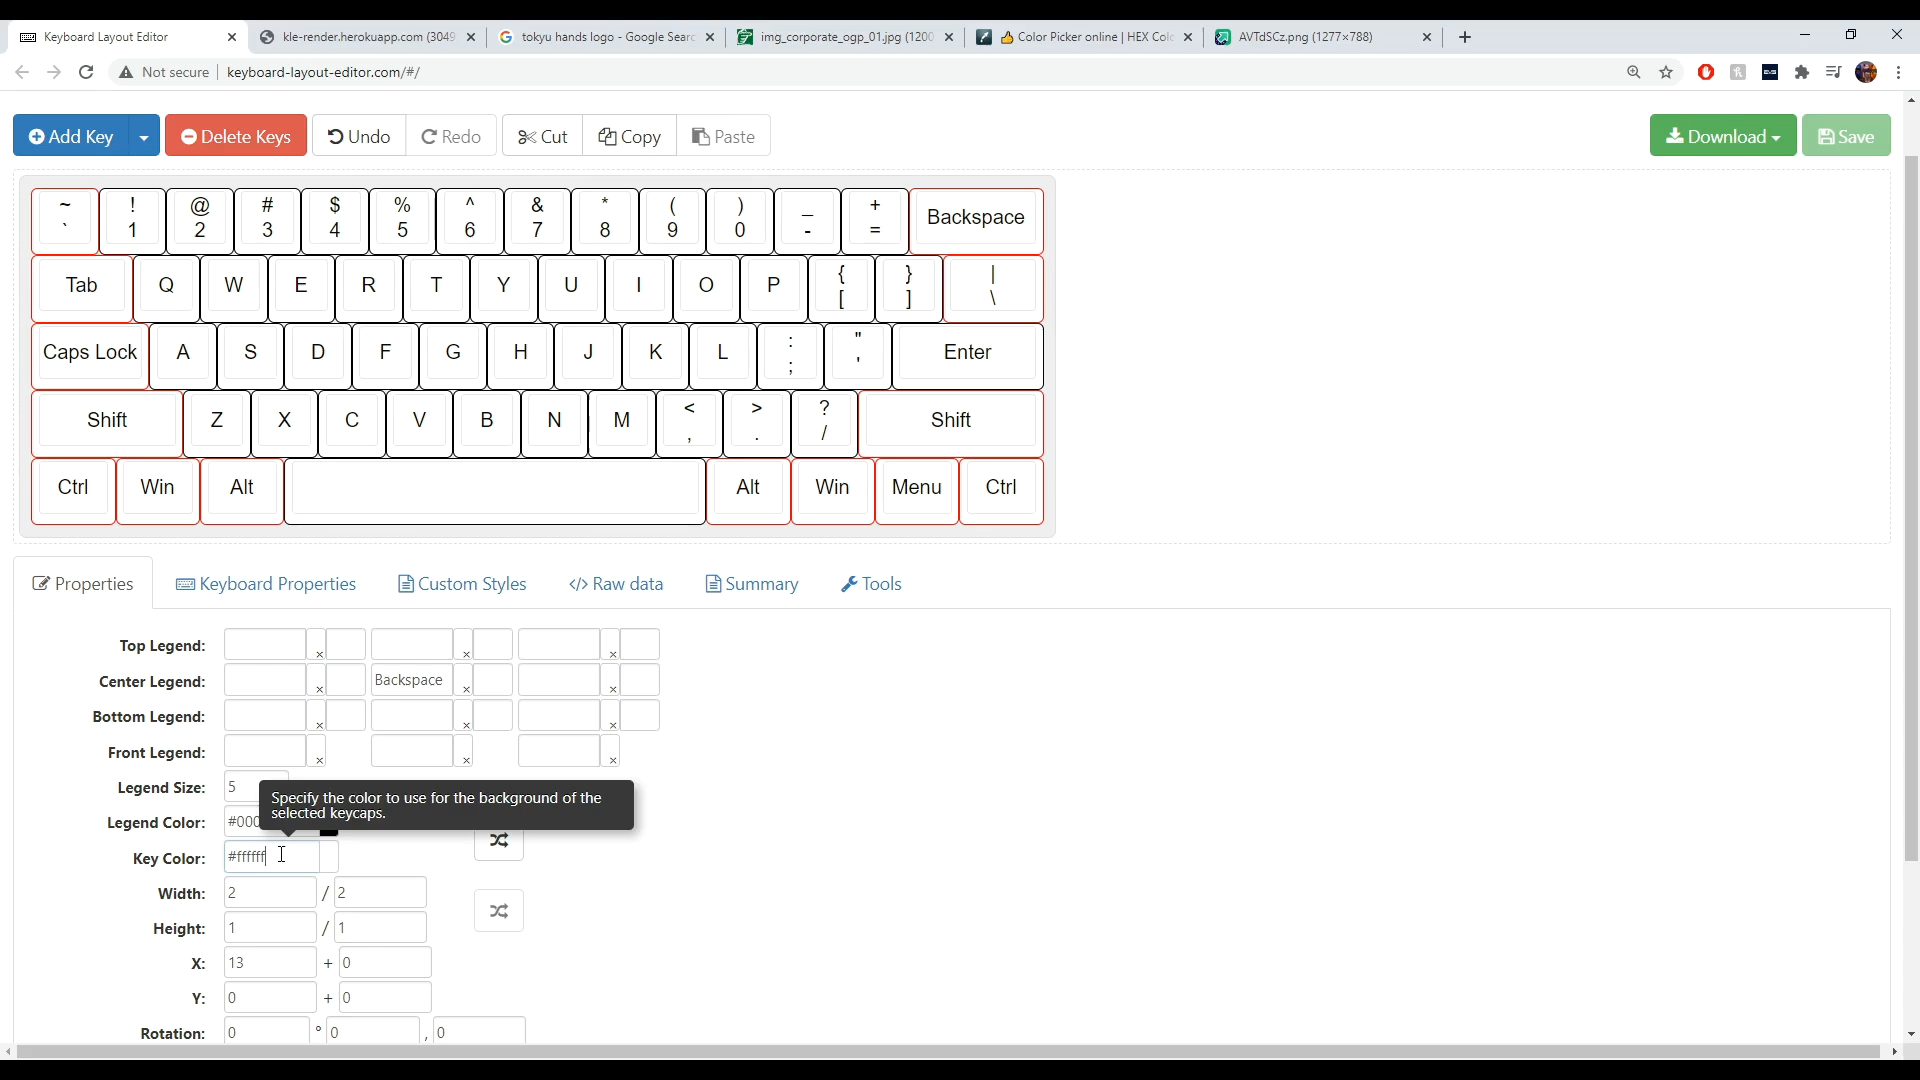 Keyboard Layout Editor
kle-render.herokuapp.com (3049
tokyu hands logo - Google Searc
img_corporate_ogp_01.jpg (1200
Color Picker online | HEX Colo
AVTdSCz.png (1277×788)
Not secure
keyboard-layout-editor.com/#/
Add Key
Delete Keys
Undo
Redo
Cut
Copy
Paste
Download
Save
~ ! @ # $ % ^ & * ( ) _ +
` 1 2 3 4 5 6 7 8 9 0 - =
Backspace
Tab Q W E R T Y U I O P { } |
[ ] \
Caps Lock A S D F G H J K L : "
; '
Enter
Shift Z X C V B N M < > ?
, . /
Shift
Ctrl Win Alt Alt Win Menu Ctrl
Properties
Keyboard Properties
Custom Styles
</> Raw data
Summary
Tools
Top Legend:
Center Legend: Backspace
Bottom Legend:
Front Legend:
Legend Size: 5
Specify the color to use for the background of the
selected keycaps.
Legend Color: #000
Key Color: #ffffff
Width: 2 / 2
Height: 1 / 1
X: 13 + 0
Y: 0 + 0
Rotation: 0 ° 0 , 0